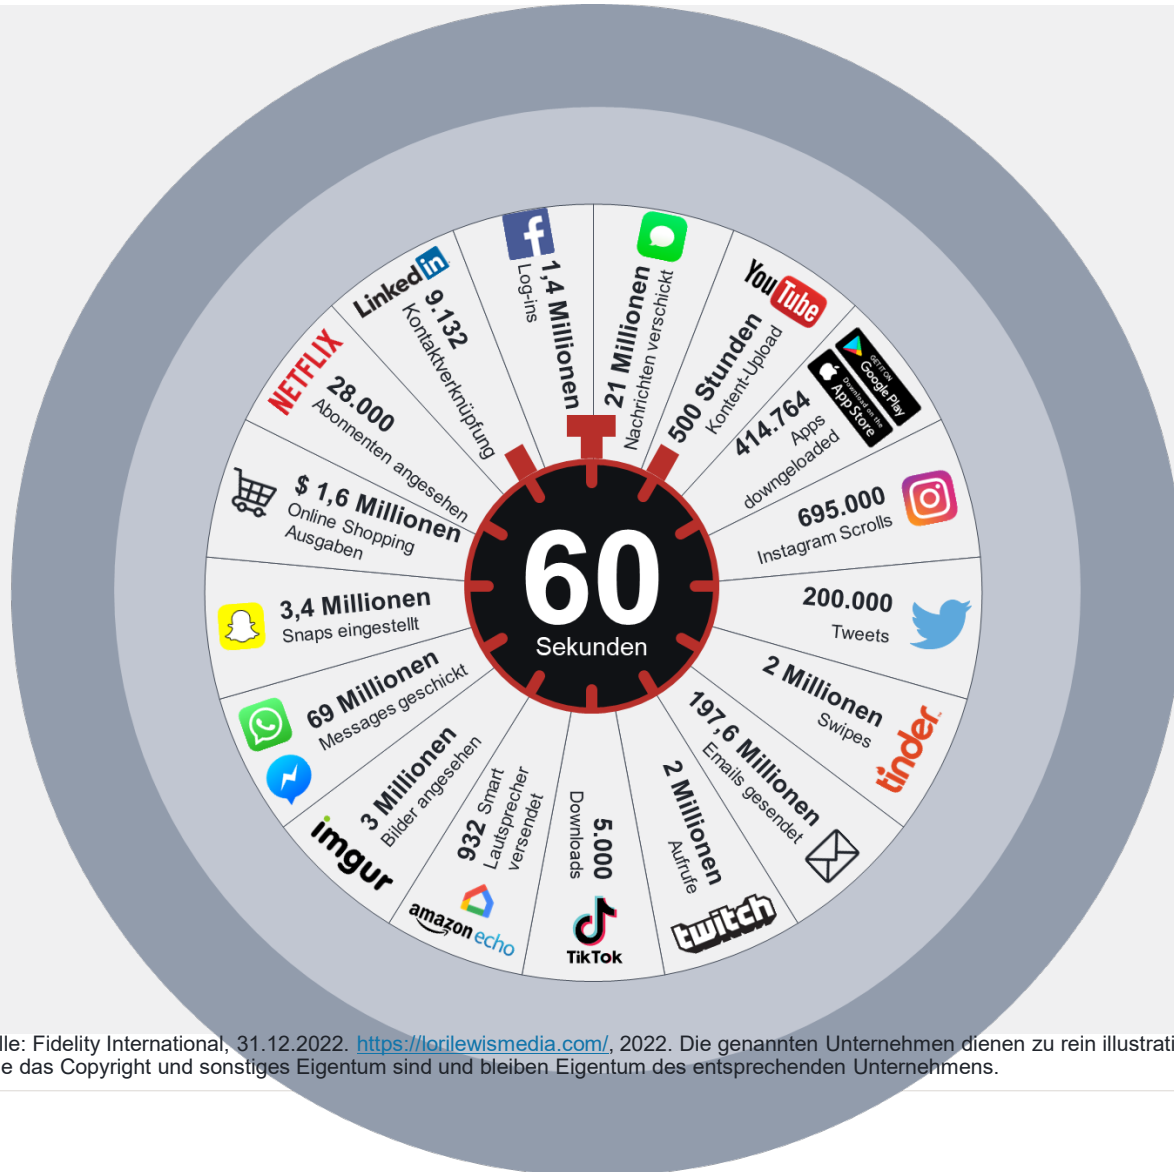 60
Sekunden
21 Millionen
Nachrichten verschickt
YouTube
500 Stunden
Kontent-Upload
GET IT ON
Google Play
Download on the
App Store
414.764
Apps
downgeloaded
695.000
Instagram Scrolls
200.000
Tweets
2 Millionen
Swipes
tinder
197,6 Millionen
Emails gesendet
2 Millionen
Aufrufe
twitch
5.000
Downloads
TikTok
932 Smart
Lautsprecher
versendet
amazon echo
3 Millionen
Bilder angesehen
imgur
69 Millionen
Messages geschickt
3,4 Millionen
Snaps eingestellt
$ 1,6 Millionen
Online Shopping
Ausgaben
NETFLIX
28.000
Abonnenten angesehen
Linkedin
9.132
Kontaktverknüpfung
f
1,4 Millionen
Log-ins
lle: Fidelity International, 31.12.2022. https://lorilewismedia.com/, 2022. Die genannten Unternehmen dienen zu rein illustrati
e das Copyright und sonstiges Eigentum sind und bleiben Eigentum des entsprechenden Unternehmens.